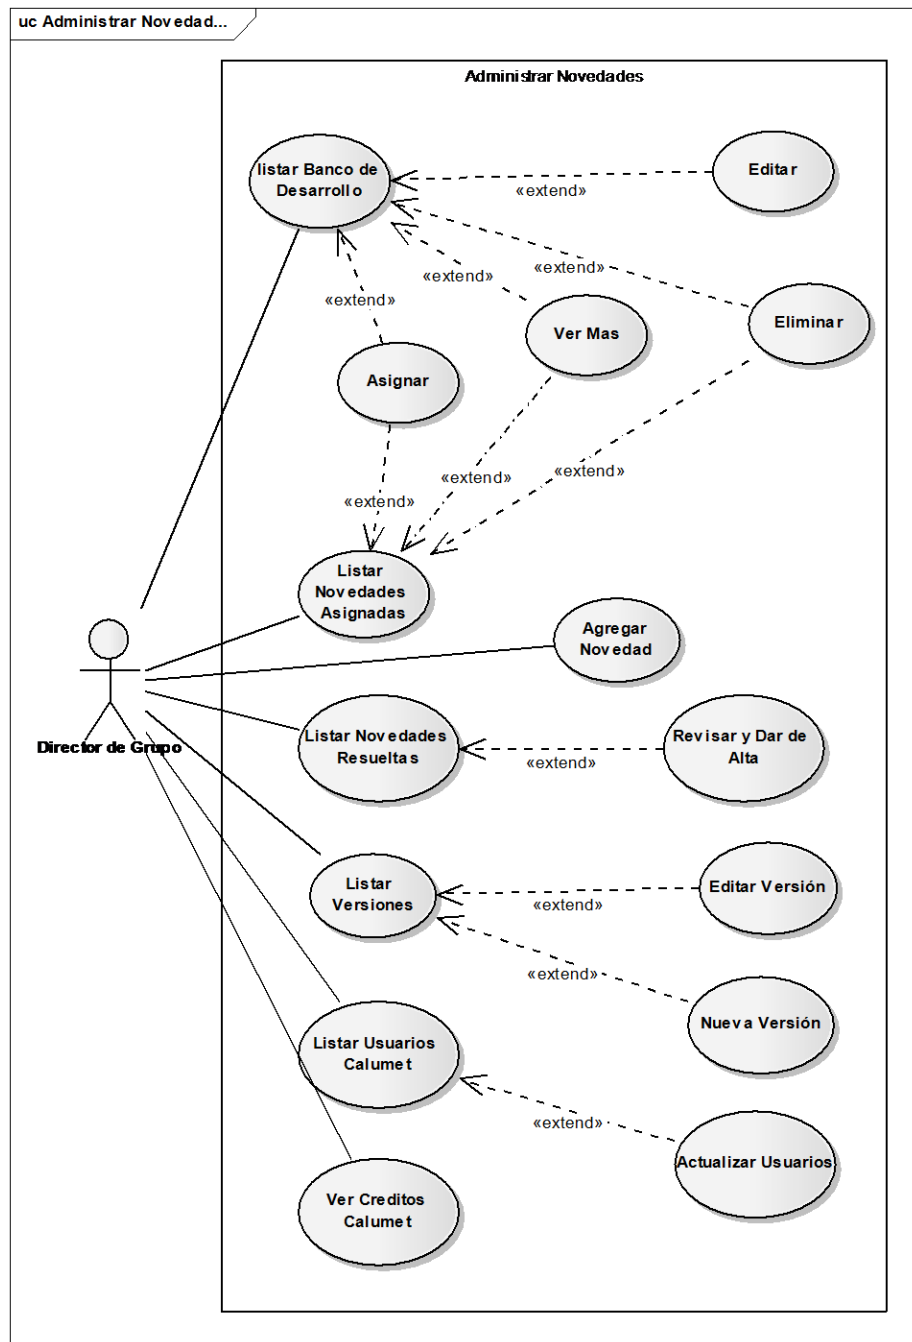 uc Administrar Novedad...
Administrar Novedades
listar Banco de
Desarrollo
Editar
«extend»
«extend»
«extend»
«extend»
Ver Mas
Eliminar
Asignar
«extend»
«extend»
«extend»
Listar
Novedades
Asignadas
Agregar
Novedad
Director de Grupo
Listar Novedades
Resueltas
Revisar y Dar de
Alta
«extend»
Listar
Versiones
Editar Versión
«extend»
«extend»
Nueva Versión
Listar Usuarios
Calumet
«extend»
Actualizar Usuarios
Ver Creditos
Calumet